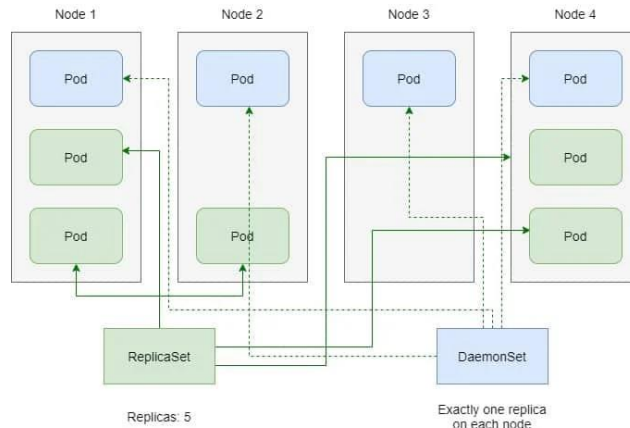 Node 1
Node 2
Node 3
Node 4
Pod
Pod
Pod
Pod
Pod
Pod
Pod
Pod
Pod
ReplicaSet
DaemonSet
Replicas: 5
Exactly one replica
on each node